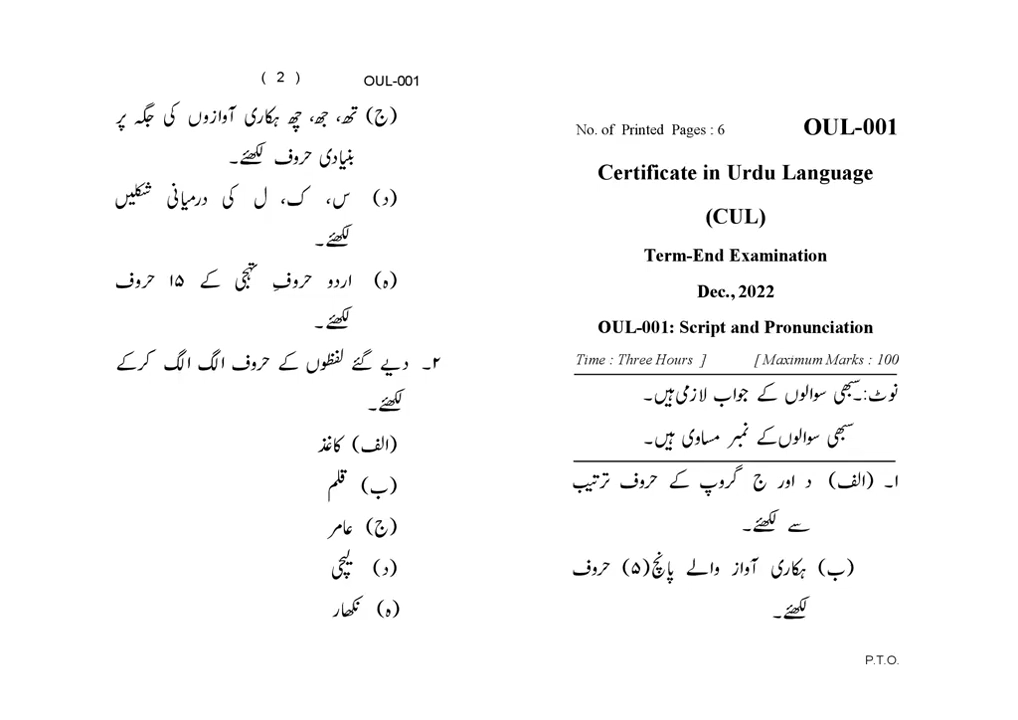 No. of Printed Pages : 6 OUL-001
Certificate in Urdu Language
(CUL)
Term-End Examination
Dec., 2022
OUL-001: Script and Pronunciation
Time : Three Hours ] [ Maximum Marks : 100
نوٹ:۔سبھی سوالوں کے جواب لازمی ہیں۔
سبھی سوالوں کے نمبر مساوی ہیں۔
۱۔ (الف) د اور ج گروپ کے حروف ترتیب
سے لکھئے۔
(ب) ہکاری آواز والے پانچ(۵) حروف
لکھئے۔
P.T.O.
( 2 ) OUL-001
(ج) تھ، جھ، چھ ہکاری آوازوں کی جگہ پر
بنیادی حروف لکھئے۔
(د) س، ک، ل کی درمیانی شکلیں
لکھئے۔
(ہ) اردو حروفِ تہجی کے ۱۵ حروف
لکھئے۔
۲۔ دیے گئے لفظوں کے حروف الگ الگ کرکے
لکھئے۔
(الف) کاغذ
(ب) قلم
(ج) عامر
(د)
(ہ) نکھار